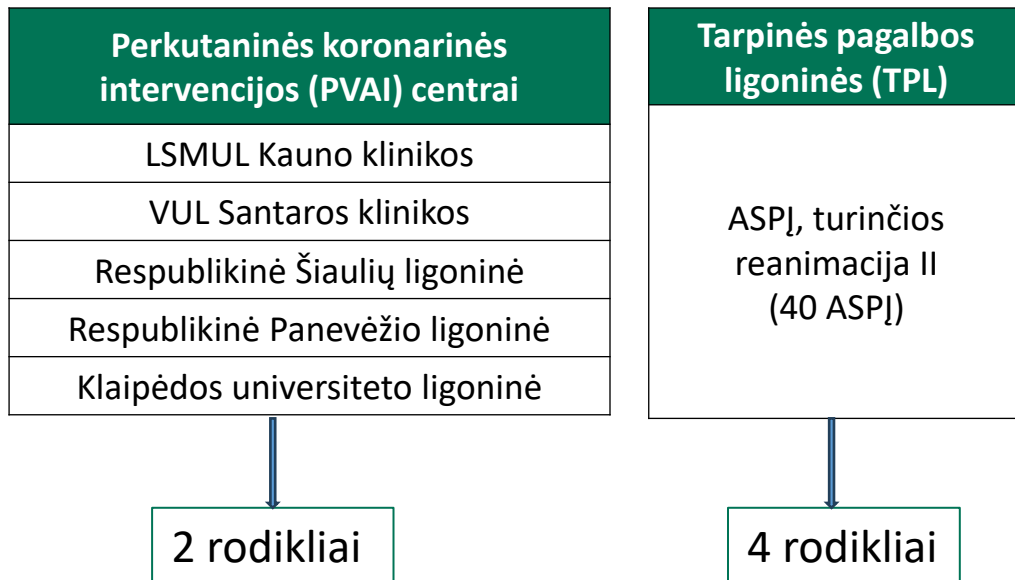 Perkutaninės koronarinės
intervencijos (PVAI) centrai
LSMUL Kauno klinikos
VUL Santaros klinikos
Respublikinė Šiaulių ligoninė
Respublikinė Panevėžio ligoninė
Klaipėdos universiteto ligoninė
2 rodikliai
Tarpinės pagalbos
ligoninės (TPL)
ASPĮ, turinčios
reanimacija II
(40 ASPĮ)
4 rodikliai